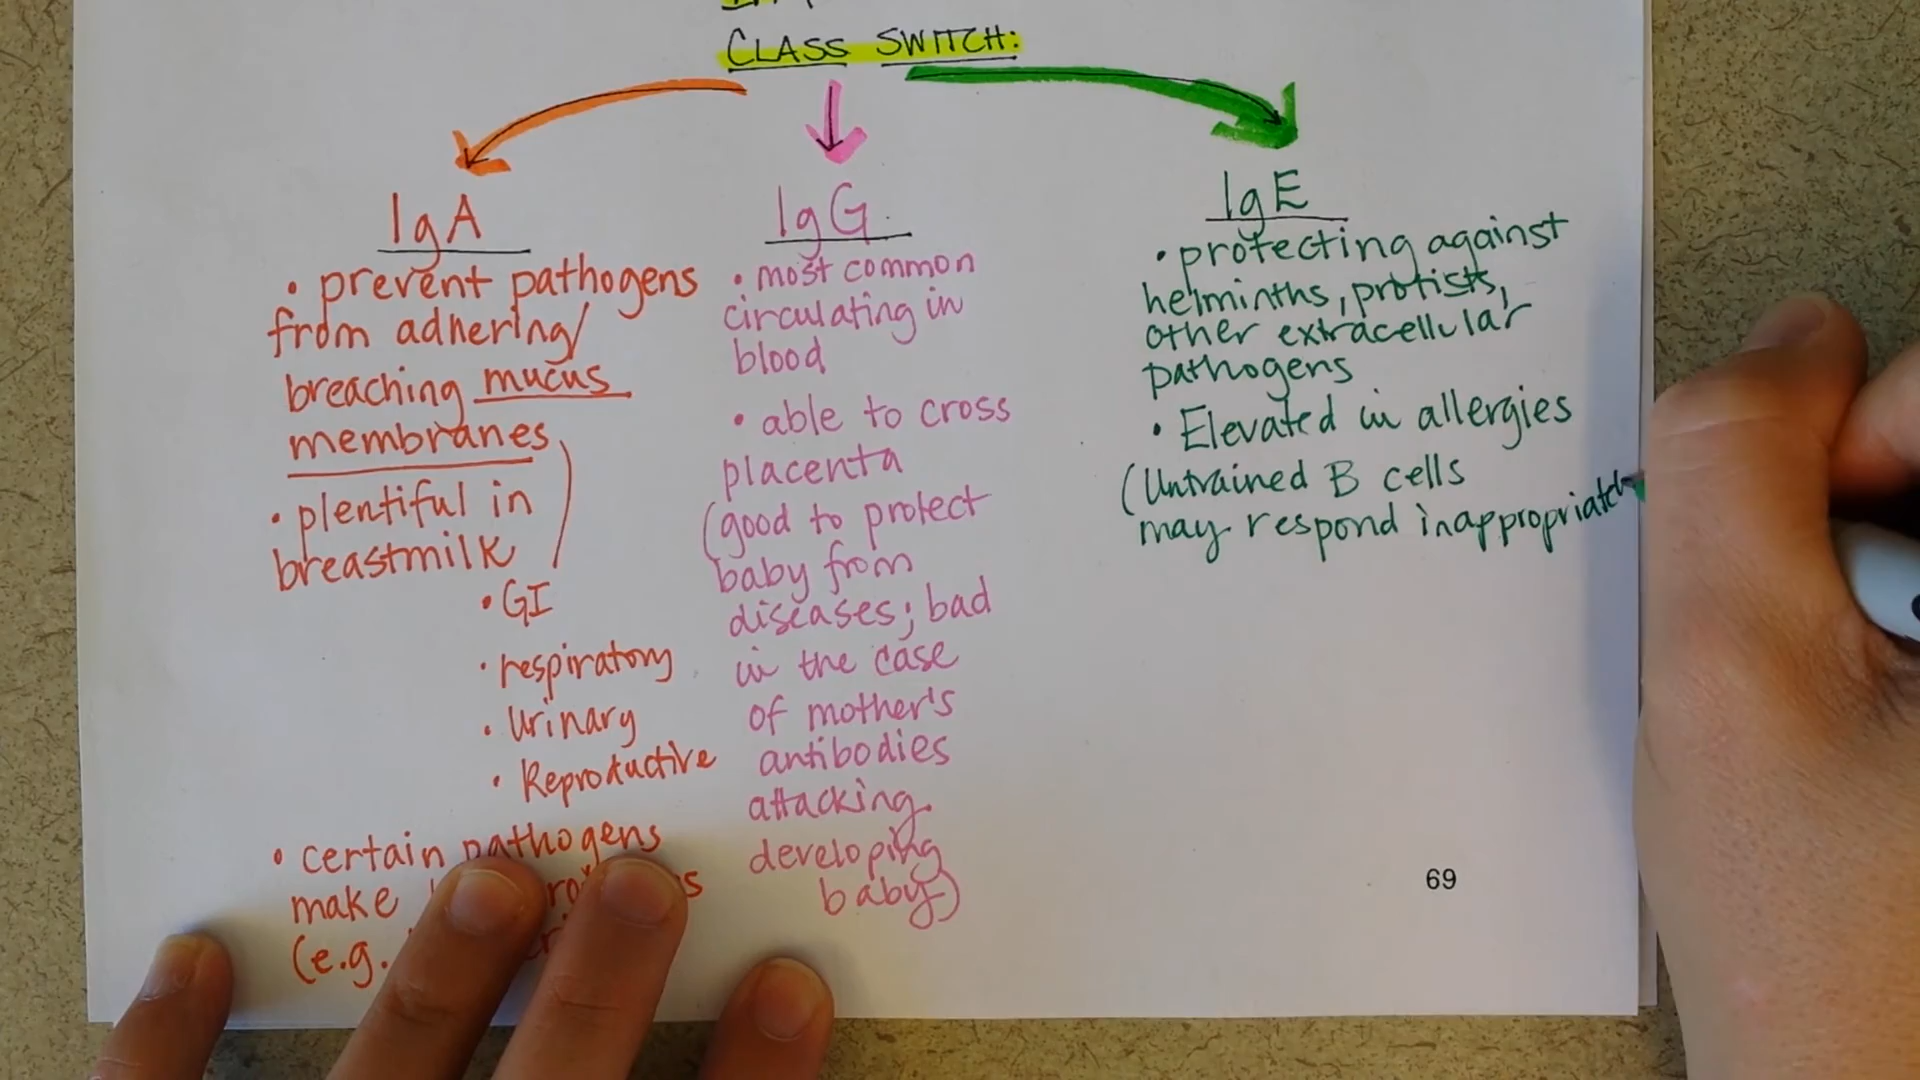 CLASS SWITCH:
IgA
• prevent pathogens
from adhering/
breaching mucus
membranes
• plentiful in
breastmilk
• GI
• respiratory
• Urinary
• Reproductive
• certain pathogens
make
(e.g.
IgG
• most common
circulating in
blood
• able to cross
placenta
(good to protect
baby from
diseases; bad
in the case
of mother's
antibodies
attacking
developing
baby)
IgE
• protecting against
helminths, protists,
other extracellular
pathogens
• Elevated in allergies
(Untrained B cells
may respond inappropriately
69